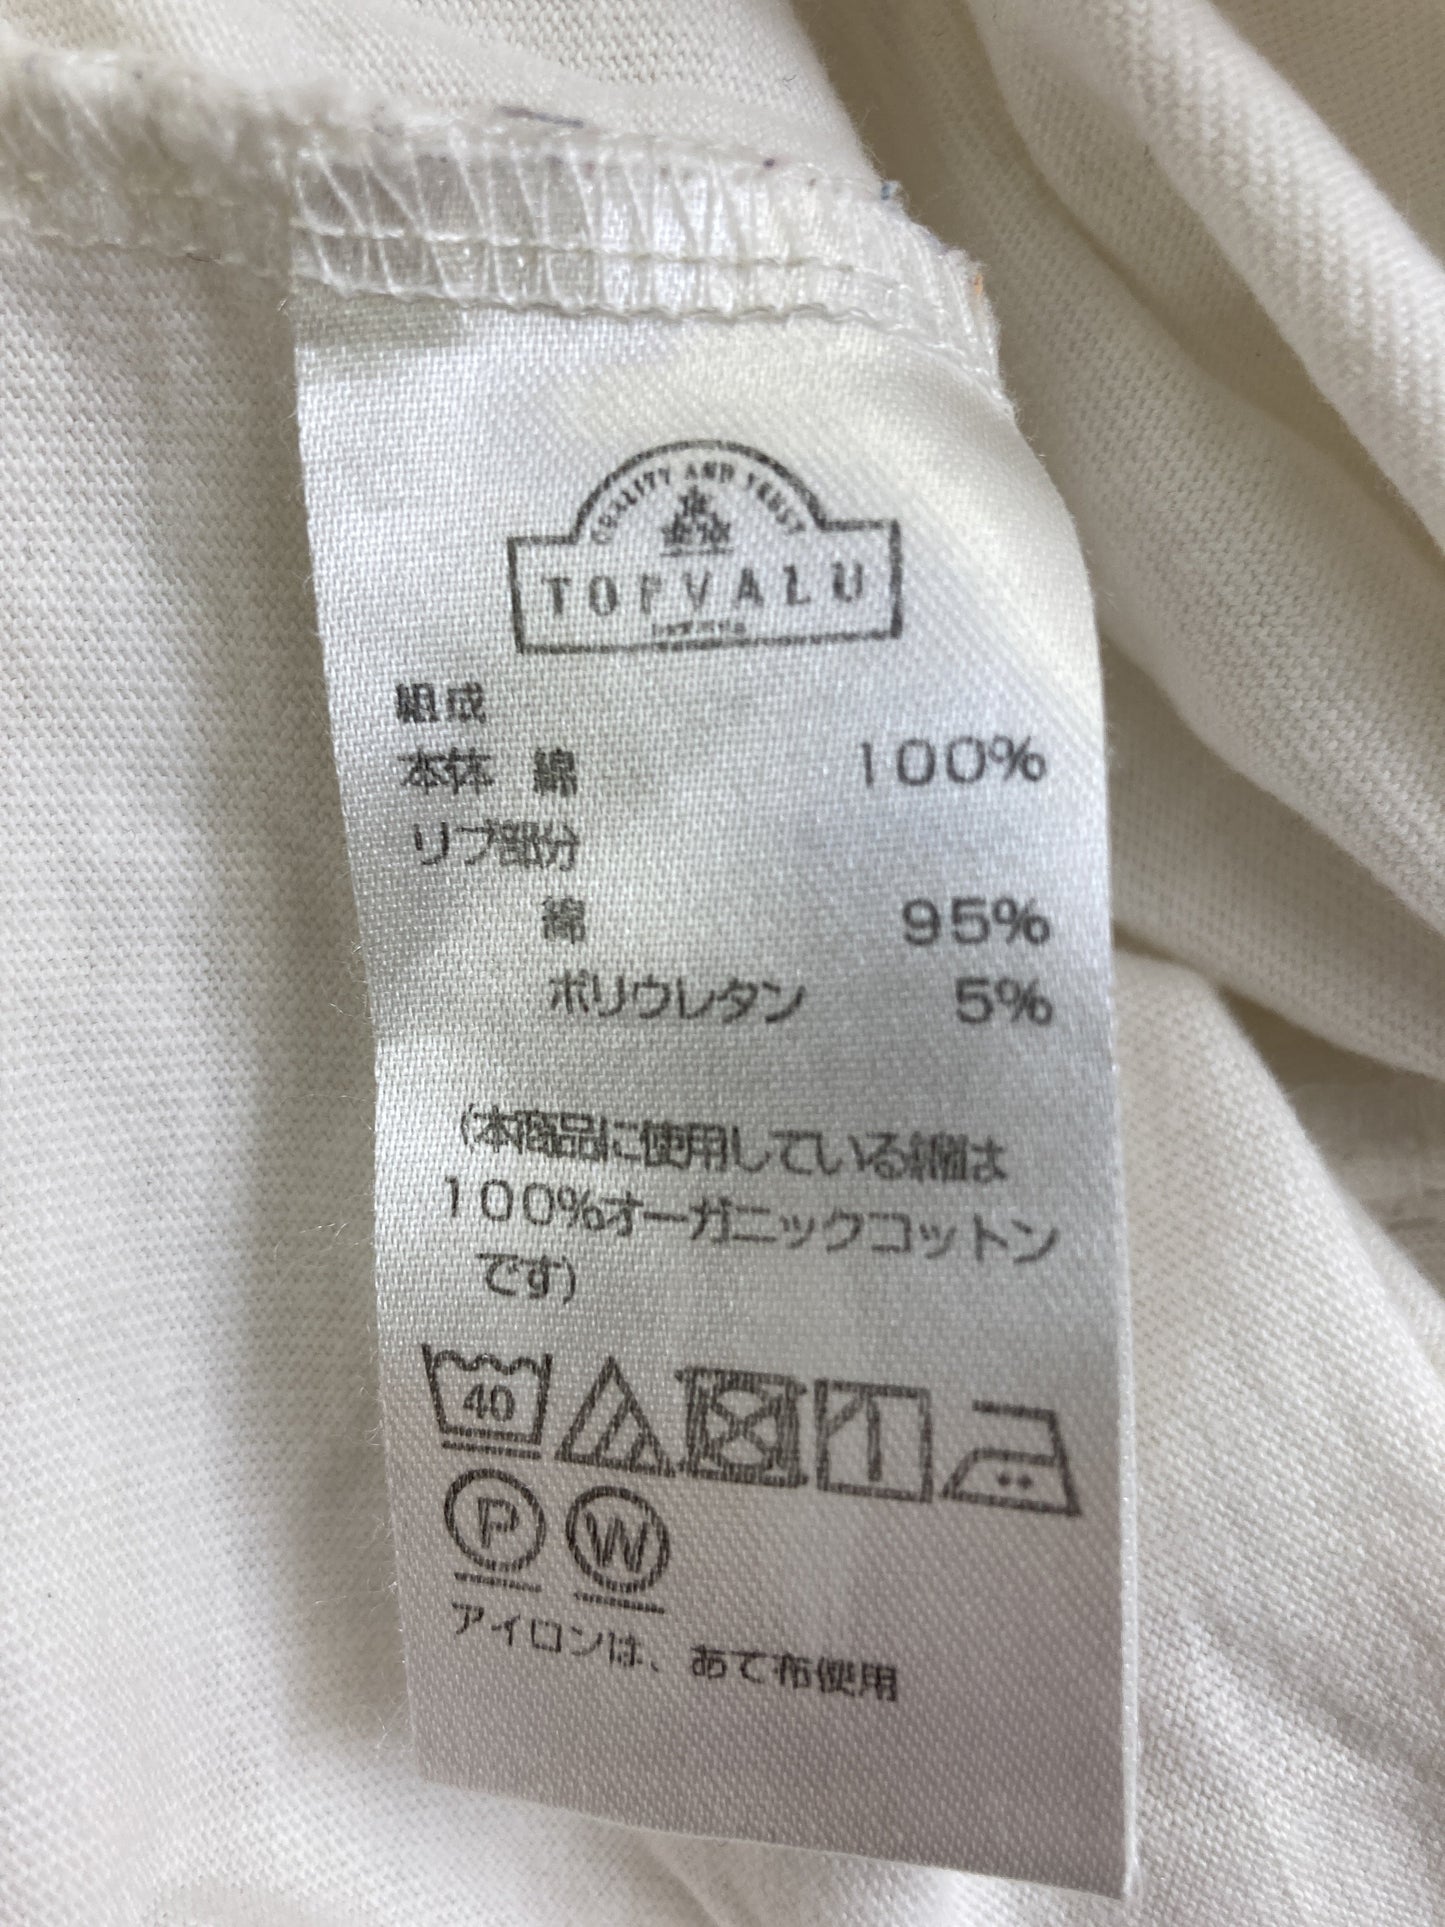 QUALITY AND TRUST
TOPVALU
組成
本体 綿 100%
リブ部分
綿 95%
ポリウレタン 5%
(本商品に使用している綿は
100%オーガニックコットン
です)
40
P W
アイロンは、あて布使用